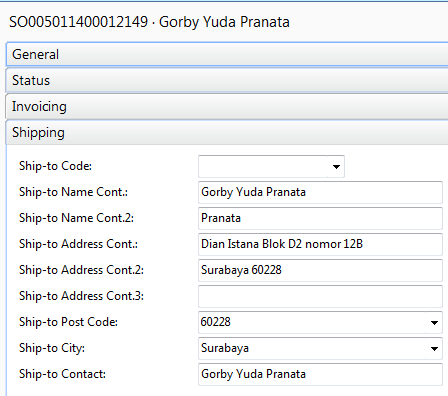 SO005011400012149 · Gorby Yuda Pranata
General
Status
Invoicing
Shipping
Ship-to Code:
Ship-to Name Cont.: Gorby Yuda Pranata
Ship-to Name Cont.2: Pranata
Ship-to Address Cont.: Dian Istana Blok D2 nomor 12B
Ship-to Address Cont.2: Surabaya 60228
Ship-to Address Cont.3:
Ship-to Post Code: 60228
Ship-to City: Surabaya
Ship-to Contact: Gorby Yuda Pranata